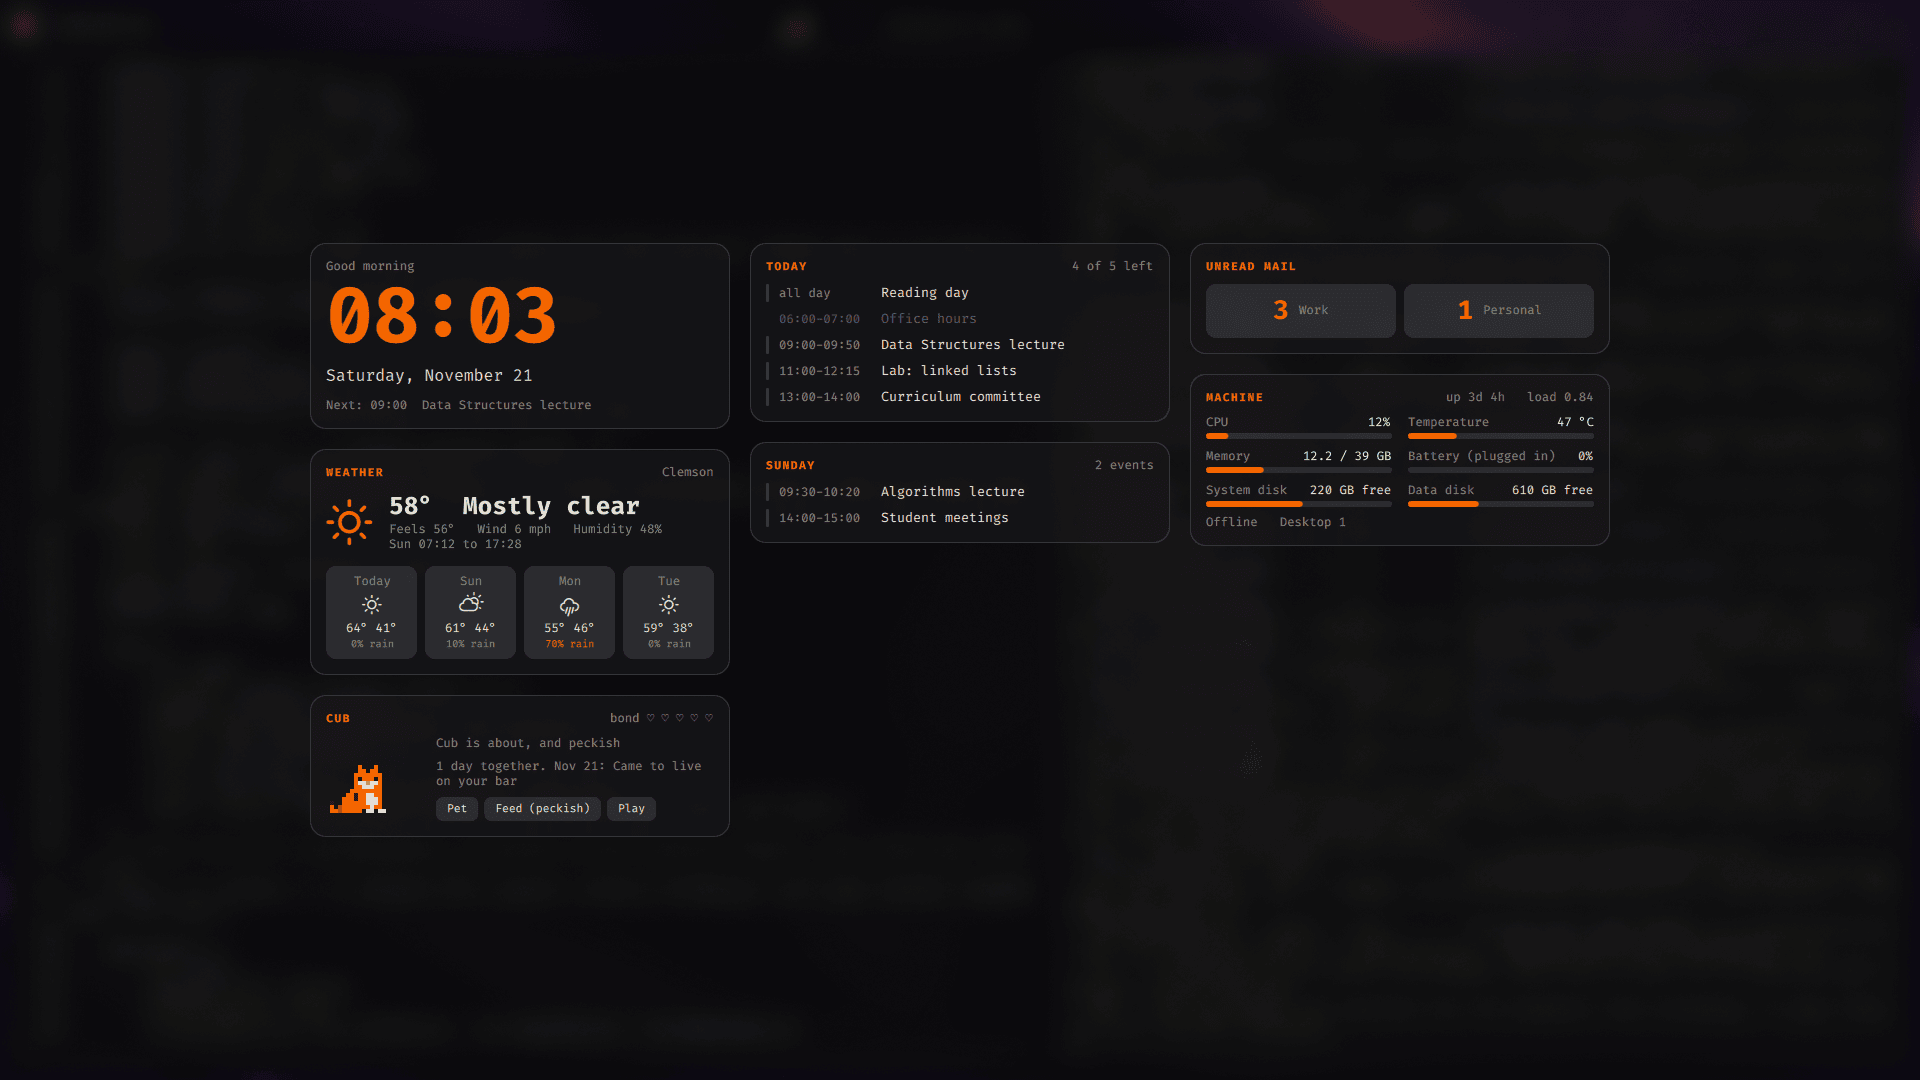 Good morning
08:03
Saturday, November 21
Next: 09:00 Data Structures lecture
WEATHER Clemson
58° Mostly clear
Feels 56° Wind 6 mph Humidity 48%
Sun 07:12 to 17:28
Today Sun Mon Tue
64° 41° 61° 44° 55° 46° 59° 38°
0% rain 10% rain 70% rain 0% rain
CUB bond ♡ ♡ ♡ ♡ ♡
Cub is about, and peckish
1 day together. Nov 21: Came to live
on your bar
Pet Feed (peckish) Play
TODAY 4 of 5 left
all day Reading day
06:00-07:00 Office hours
09:00-09:50 Data Structures lecture
11:00-12:15 Lab: linked lists
13:00-14:00 Curriculum committee
SUNDAY 2 events
09:30-10:20 Algorithms lecture
14:00-15:00 Student meetings
UNREAD MAIL
3 Work 1 Personal
MACHINE up 3d 4h load 0.84
CPU 12% Temperature 47 °C
Memory 12.2 / 39 GB Battery (plugged in) 0%
System disk 220 GB free Data disk 610 GB free
Offline Desktop 1